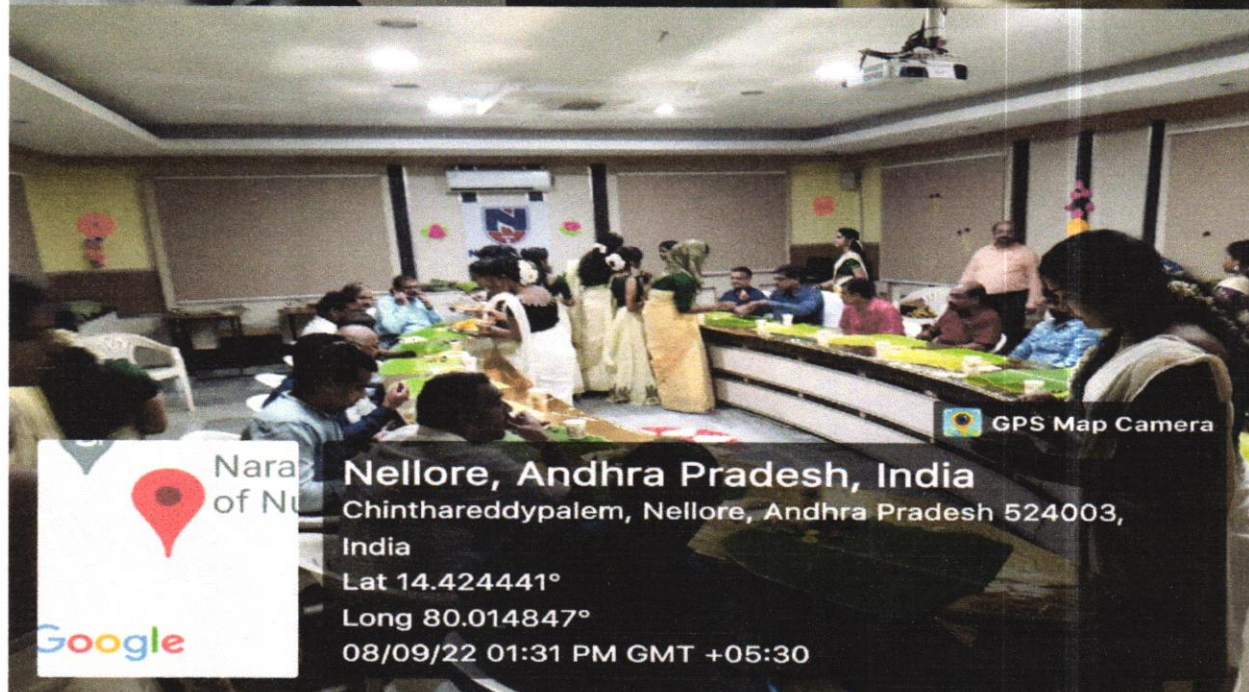 N
GPS Map Camera
Nara
of Nu
Nellore, Andhra Pradesh, India
Chinthareddypalem, Nellore, Andhra Pradesh 524003,
India
Lat 14.424441°
Long 80.014847°
08/09/22 01:31 PM GMT +05:30
Google